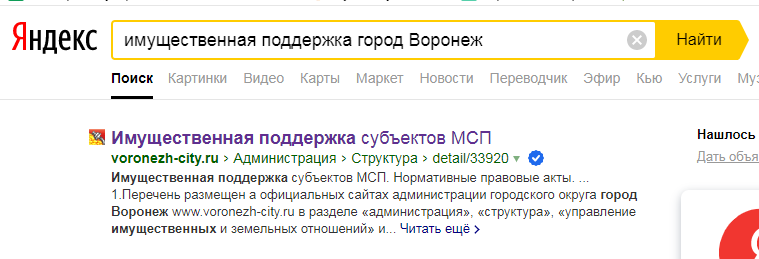 Яндекс
имущественная поддержка город Воронеж
Найти
Поиск Картинки Видео Карты Маркет Новости Переводчик Эфир Кью Услуги
Имущественная поддержка субъектов МСП
voronezh-city.ru › Администрация › Структура › detail/33920
Имущественная поддержка субъектов МСП. Нормативные правовые акты. ...
1.Перечень размещен а официальных сайтах администрации городского округа город
Воронеж www.voronezh-city.ru в разделе «администрация», «структура», «управление
имущественных и земельных отношений» и... Читать ещё ›
Нашлось
Дать объя